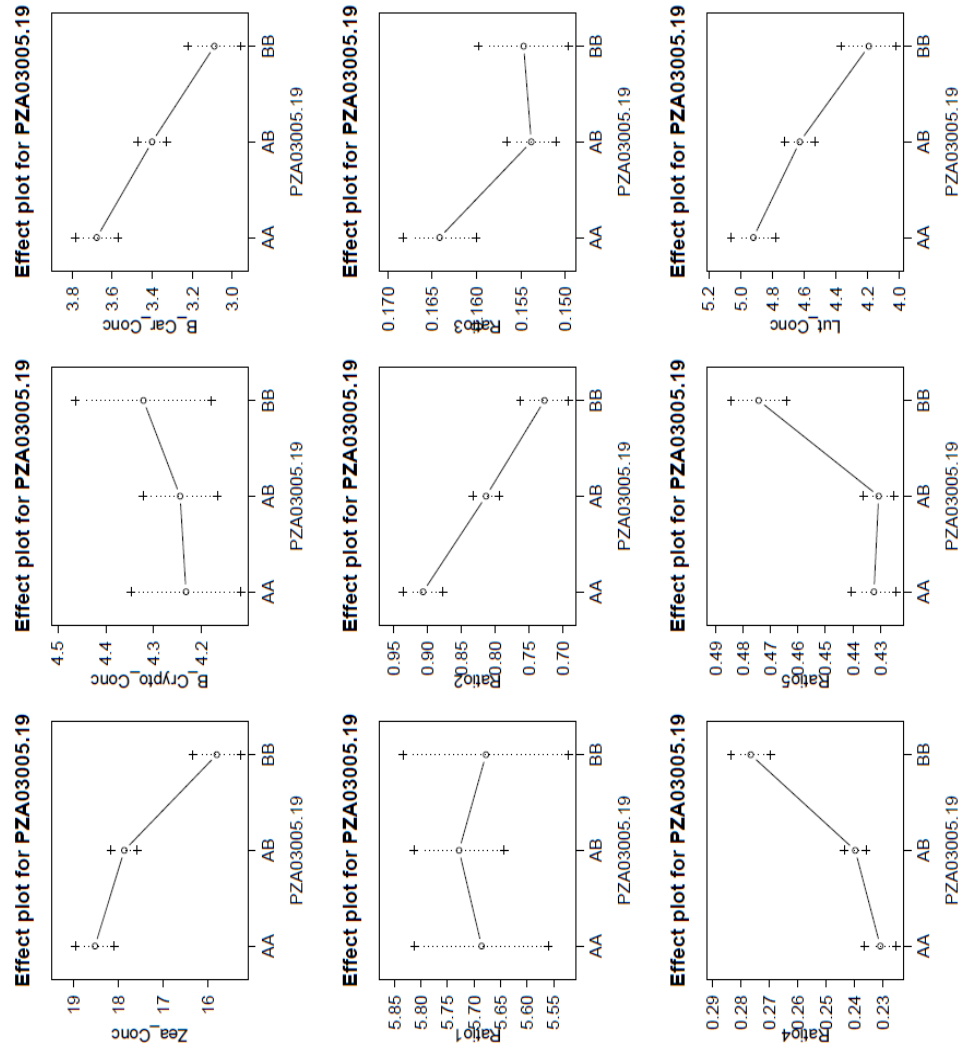 Effect plot for PZA03005.19
Zea_Conc
19
18
17
16
AA AB BB
PZA03005.19
Effect plot for PZA03005.19
B_Crypto_Conc
4.5
4.4
4.3
4.2
AA AB BB
PZA03005.19
Effect plot for PZA03005.19
B_Car_Conc
3.8
3.6
3.4
3.2
3.0
AA AB BB
PZA03005.19
Effect plot for PZA03005.19
Ratio1
5.85
5.80
5.75
5.70
5.65
5.60
5.55
AA AB BB
PZA03005.19
Effect plot for PZA03005.19
Ratio2
0.95
0.90
0.85
0.80
0.75
0.70
AA AB BB
PZA03005.19
Effect plot for PZA03005.19
Ratio3
0.170
0.165
0.160
0.155
0.150
AA AB BB
PZA03005.19
Effect plot for PZA03005.19
Ratio4
0.29
0.28
0.27
0.26
0.25
0.24
0.23
AA AB BB
PZA03005.19
Effect plot for PZA03005.19
Ratio5
0.49
0.48
0.47
0.46
0.45
0.44
0.43
AA AB BB
PZA03005.19
Effect plot for PZA03005.19
Lut_Conc
5.2
5.0
4.8
4.6
4.4
4.2
4.0
AA AB BB
PZA03005.19